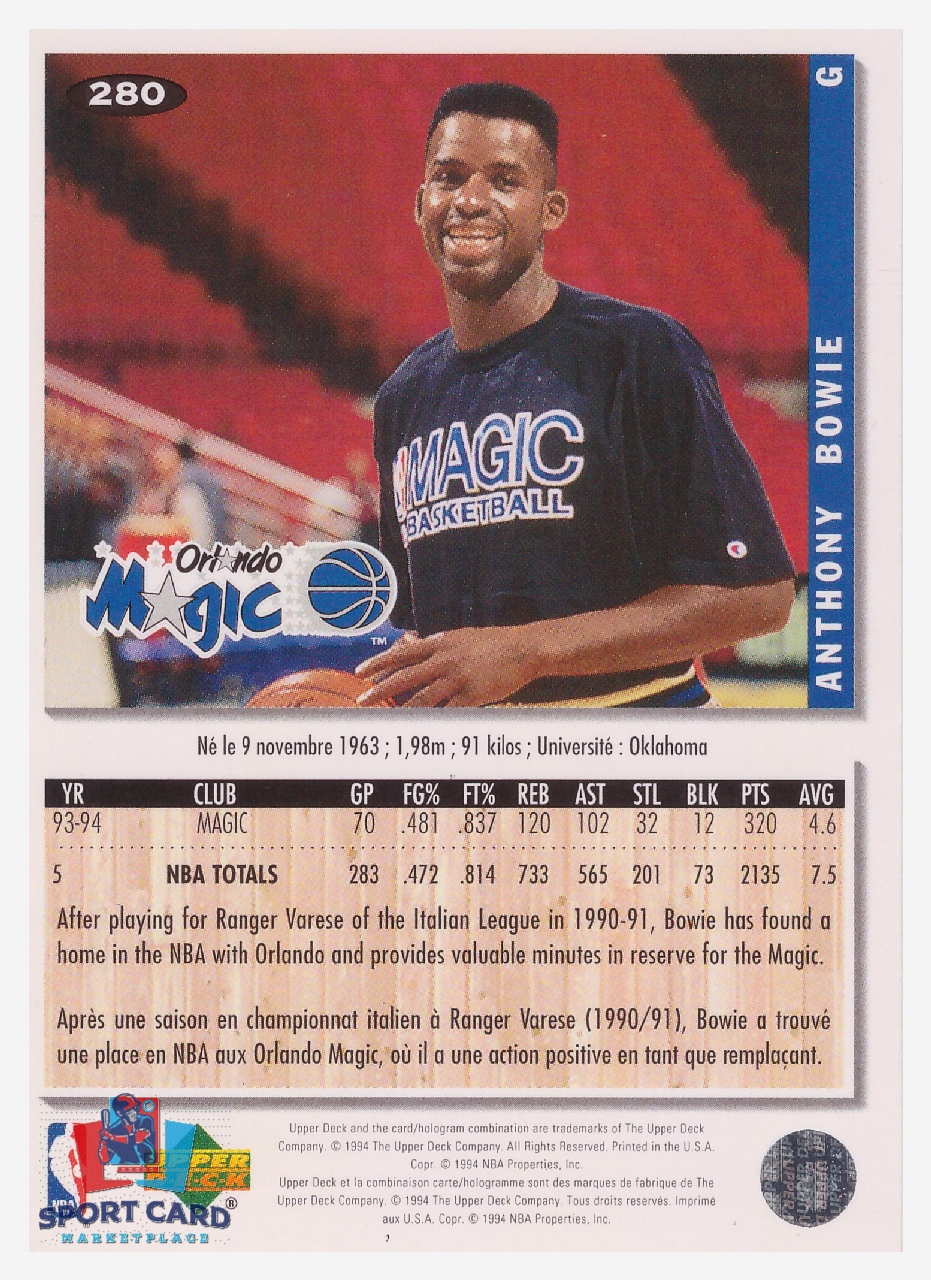 280
G
ANTHONY BOWIE
MAGIC
BASKETBALL
Orlando
Magic
TM
Né le 9 novembre 1963 ; 1,98m ; 91 kilos ; Université : Oklahoma
YR CLUB GP FG% FT% REB AST STL BLK PTS AVG
93-94 MAGIC 70 .481 .837 120 102 32 12 320 4.6
5 NBA TOTALS 283 .472 .814 733 565 201 73 2135 7.5
After playing for Ranger Varese of the Italian League in 1990-91, Bowie has found a
home in the NBA with Orlando and provides valuable minutes in reserve for the Magic.
Après une saison en championnat italien à Ranger Varese (1990/91), Bowie a trouvé
une place en NBA aux Orlando Magic, où il a une action positive en tant que remplaçant.
Upper Deck and the card/hologram combination are trademarks of The Upper Deck
Company. © 1994 The Upper Deck Company. All Rights Reserved. Printed in the U.S.A.
Copr. © 1994 NBA Properties, Inc.
Upper Deck et la combinaison carte/hologramme sont des marques de fabrique de The
Upper Deck Company. © 1994 The Upper Deck Company. Tous droits reservés. Imprimé
aux U.S.A. Copr. © 1994 NBA Properties, Inc.
NBA
UPPER
SPORT CARD ®
MARKETPLACE